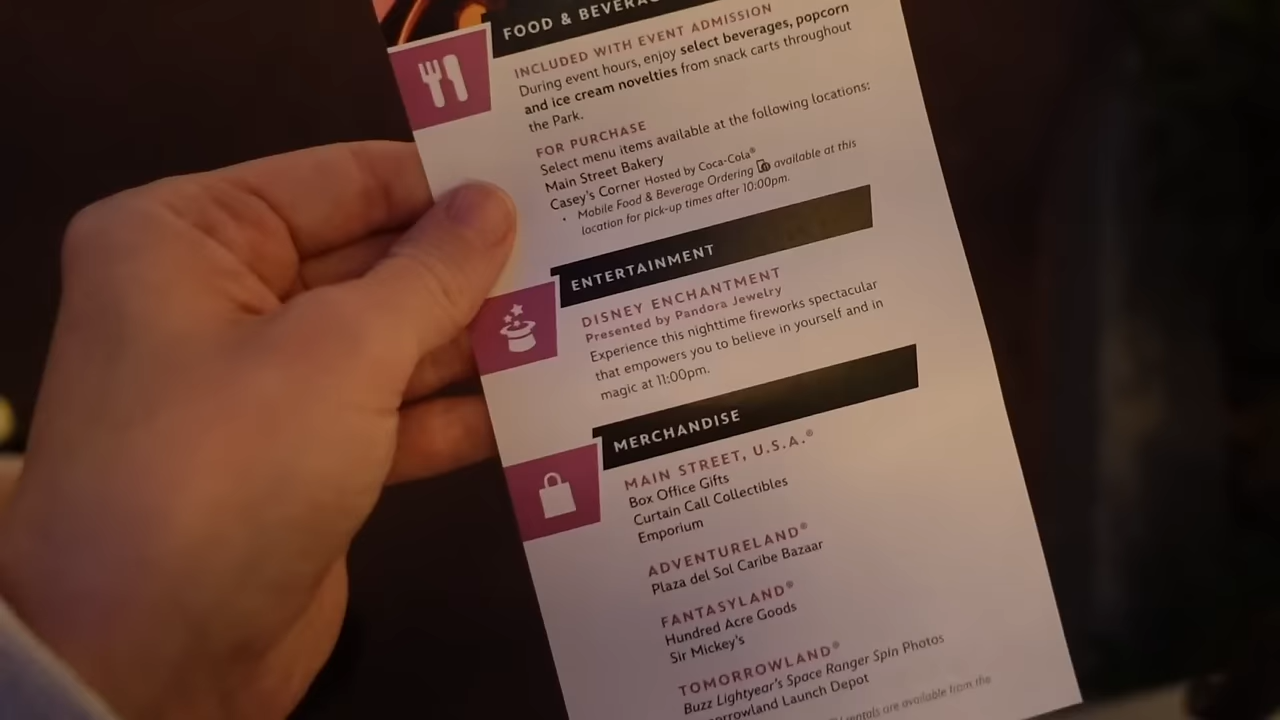 FOOD & BEVERA
INCLUDED WITH EVENT ADMISSION
During event hours, enjoy select beverages, popcorn
and ice cream novelties from snack carts throughout
the Park.
FOR PURCHASE
Select menu items available at the following locations:
Main Street Bakery
Casey's Corner Hosted by Coca-Cola®
• Mobile Food & Beverage Ordering available at this
location for pick-up times after 10:00pm.
ENTERTAINMENT
DISNEY ENCHANTMENT
Presented by Pandora Jewelry
Experience this nighttime fireworks spectacular
that empowers you to believe in yourself and in
magic at 11:00pm.
MERCHANDISE
MAIN STREET, U.S.A.®
Box Office Gifts
Curtain Call Collectibles
Emporium
ADVENTURELAND®
Plaza del Sol Caribe Bazaar
FANTASYLAND®
Hundred Acre Goods
Sir Mickey's
TOMORROWLAND®
Buzz Lightyear's Space Ranger Spin Photos
orrowland Launch Depot
rentals are available from the